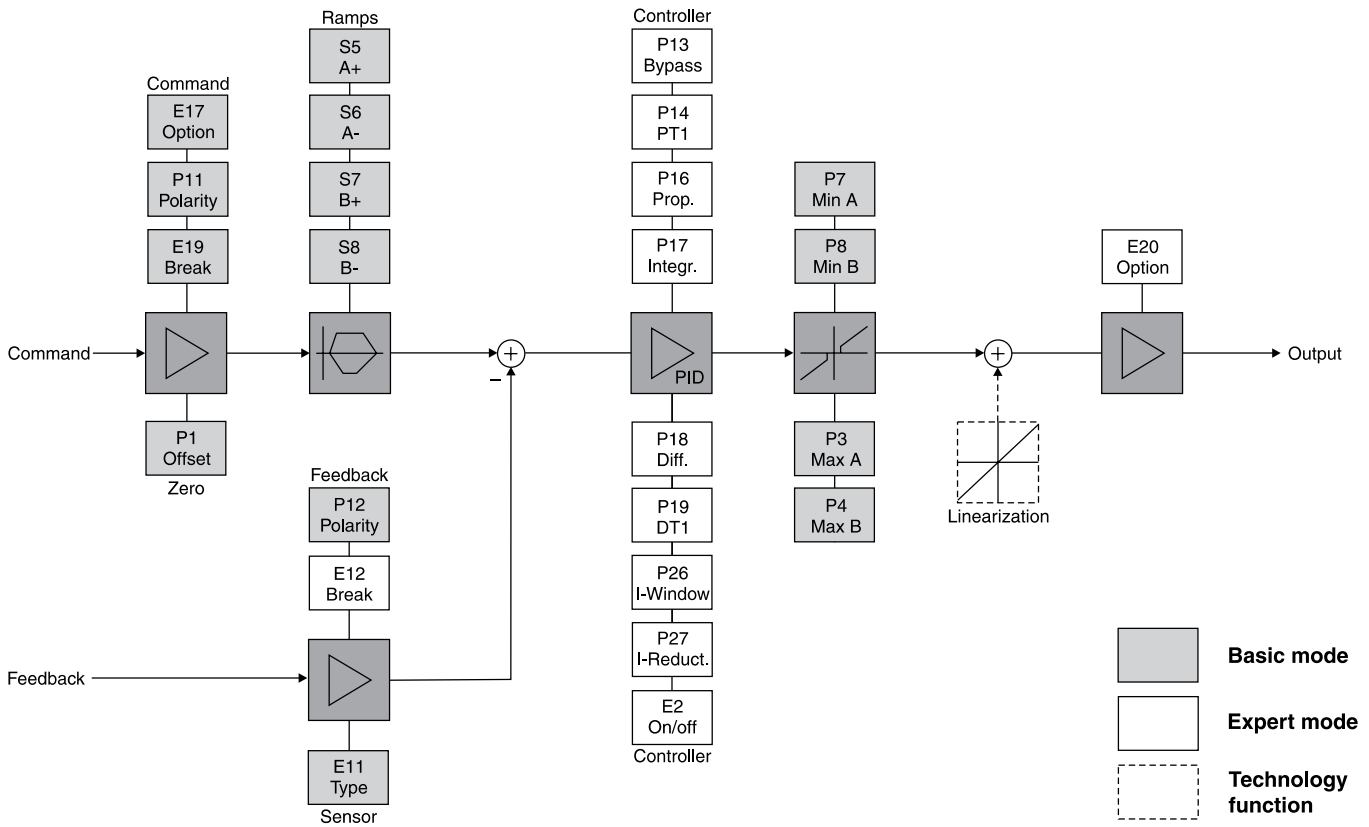 Ramps
S5
A+
S6
A-
S7
B+
S8
B-
Command
E17
Option
P11
Polarity
E19
Break
Command
P1
Offset
Zero
Feedback
P12
Polarity
E12
Break
Feedback
E11
Type
Sensor
–
+
Controller
P13
Bypass
P14
PT1
P16
Prop.
P17
Integr.
PID
P18
Diff.
P19
DT1
P26
I-Window
P27
I-Reduct.
E2
On/off
Controller
P7
Min A
P8
Min B
P3
Max A
P4
Max B
+
Linearization
E20
Option
Output
Basic mode
Expert mode
Technology
function